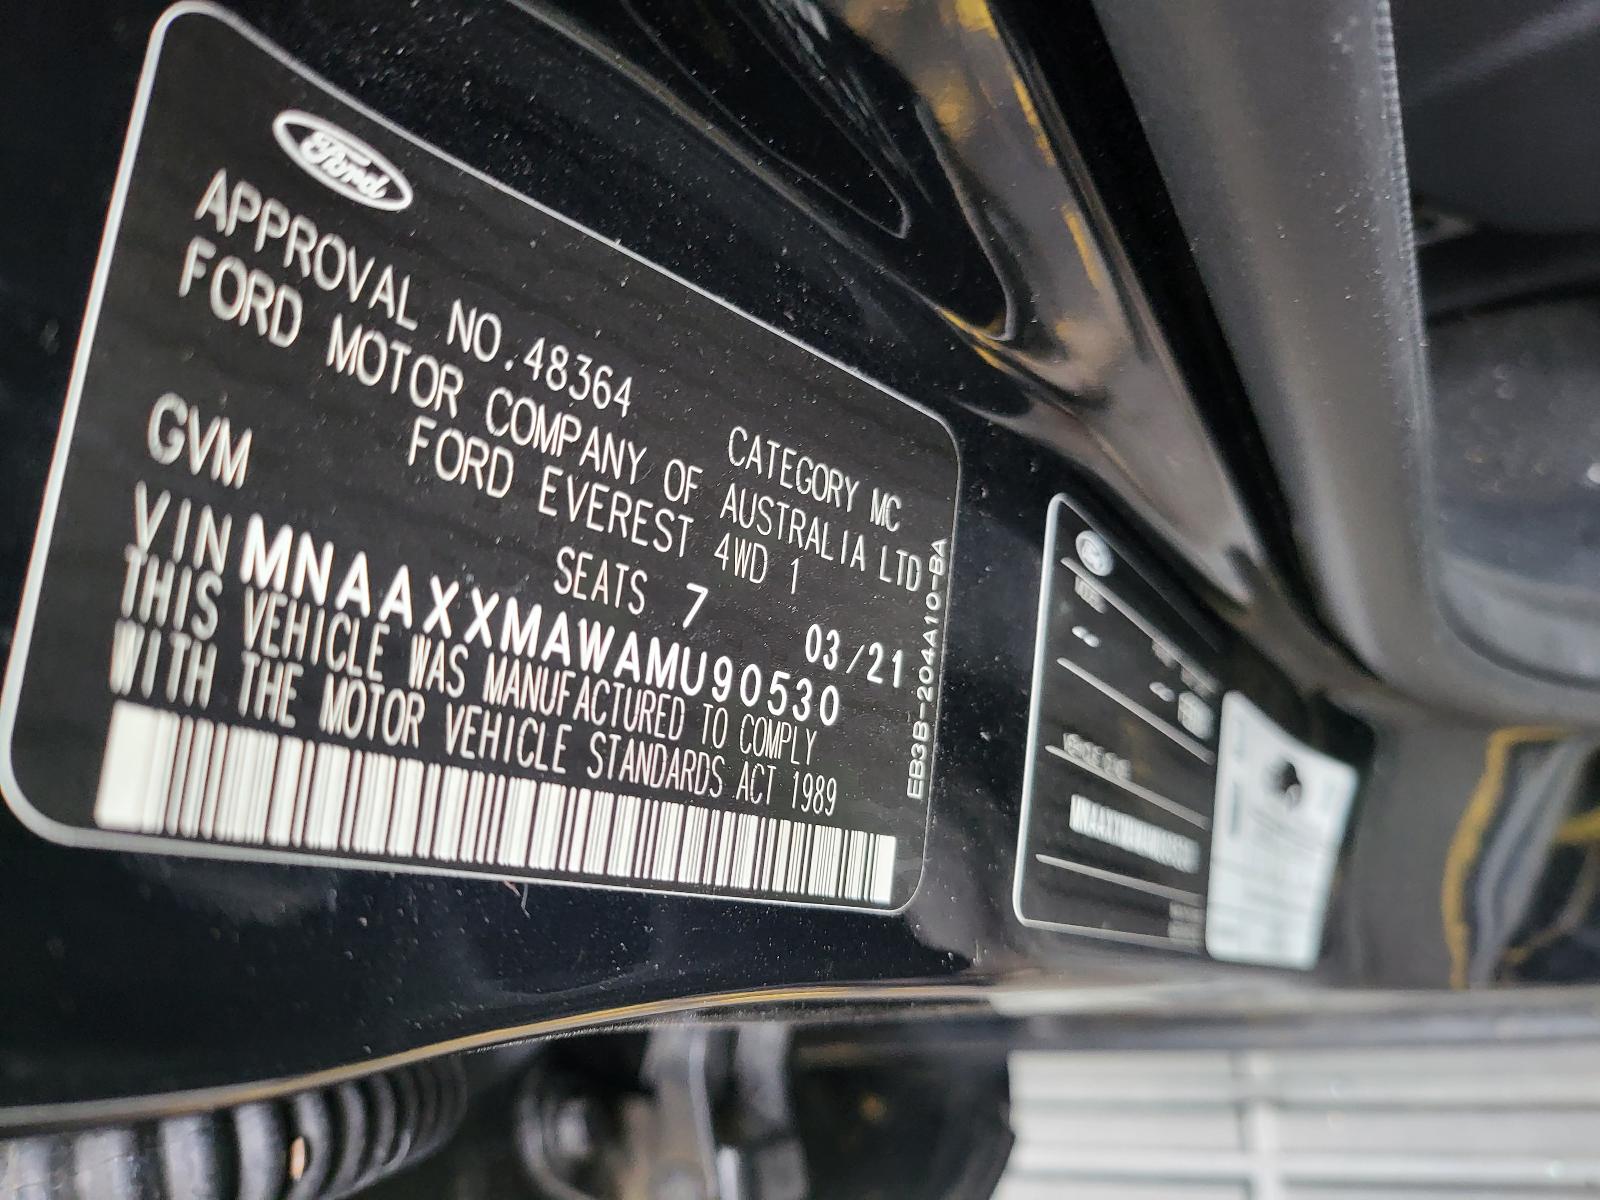 Ford
APPROVAL NO.48364 CATEGORY MC
FORD MOTOR COMPANY OF AUSTRALIA LTD
FORD EVEREST 4WD 1
GVM SEATS 7 03/21
VIN MNAAXXMAWAMU90530
THIS VEHICLE WAS MANUFACTURED TO COMPLY
WITH THE MOTOR VEHICLE STANDARDS ACT 1989
EB3B-204A10-BA